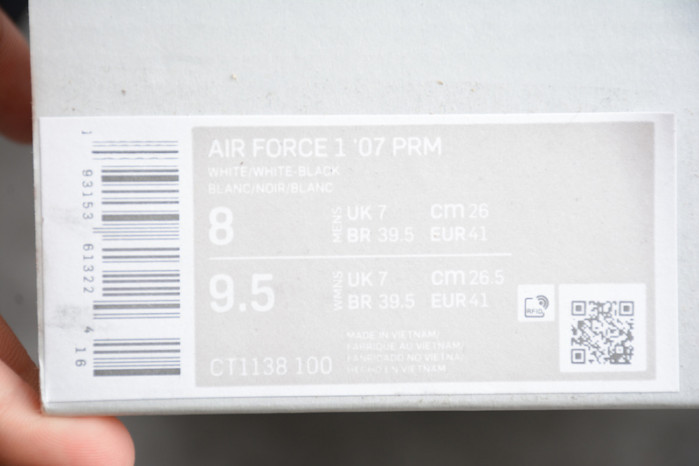 AIR FORCE 1 '07 PRM
WHITE/WHITE-BLACK
BLANC/NOIR/BLANC
8 MENS UK 7 cm 26
BR 39.5 EUR 41
9.5 WMNS UK 7 cm 26.5
BR 39.5 EUR 41
RFID
MADE IN VIETNAM/
FABRIQUE AU VIETNAM/
FABRICADO NO VIETNAM/
HECHO EN VIETNAM
CT1138 100
1 93153 61322 4 16